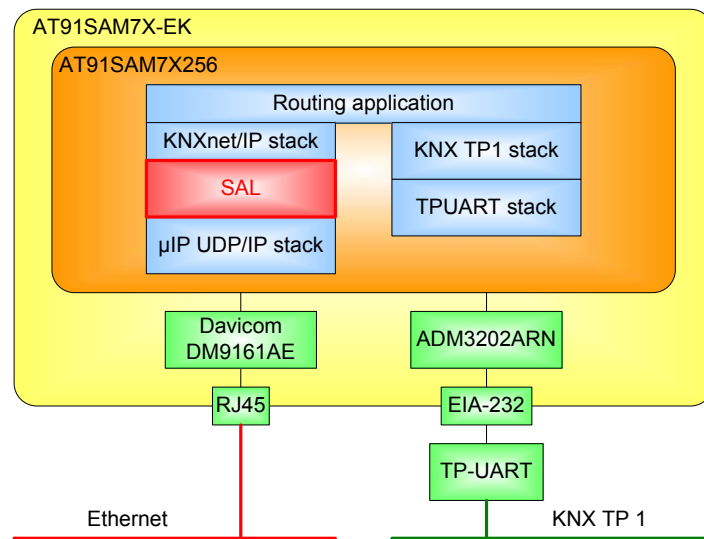 AT91SAM7X-EK
AT91SAM7X256
Routing application
KNXnet/IP stack
SAL
µIP UDP/IP stack
KNX TP1 stack
TPUART stack
Davicom
DM9161AE
ADM3202ARN
RJ45
EIA-232
TP-UART
Ethernet
KNX TP 1